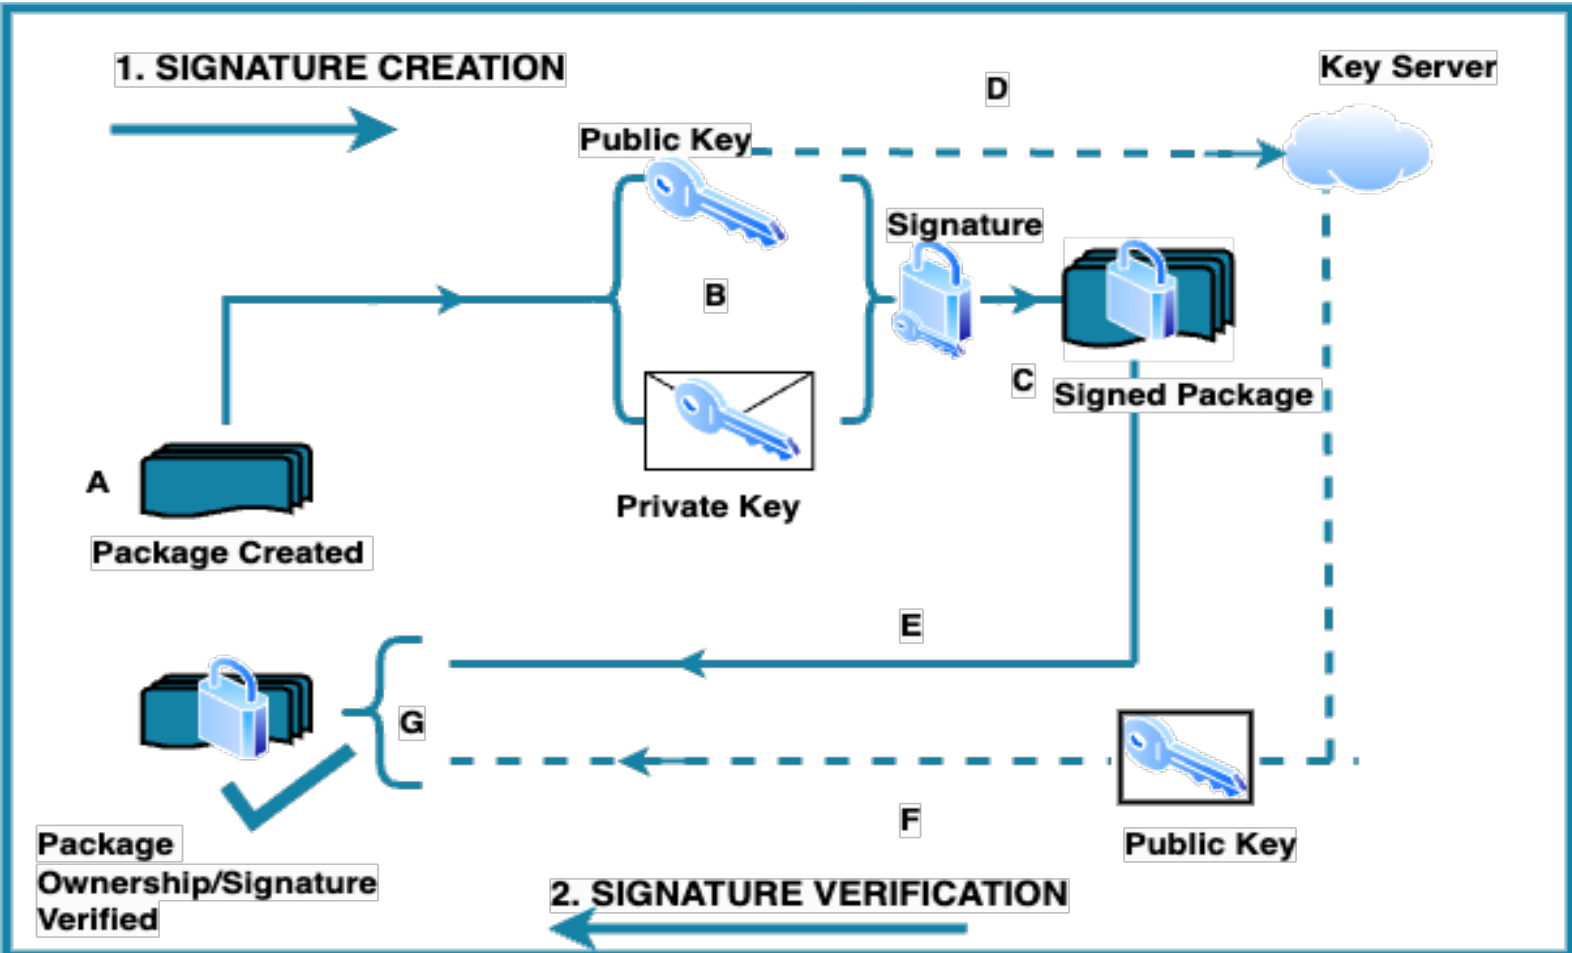 1. SIGNATURE CREATION
D
Key Server
Public Key
Signature
B
C
Signed Package
A
Private Key
Package Created
E
G
F
Public Key
Package
Ownership/Signature
Verified
2. SIGNATURE VERIFICATION